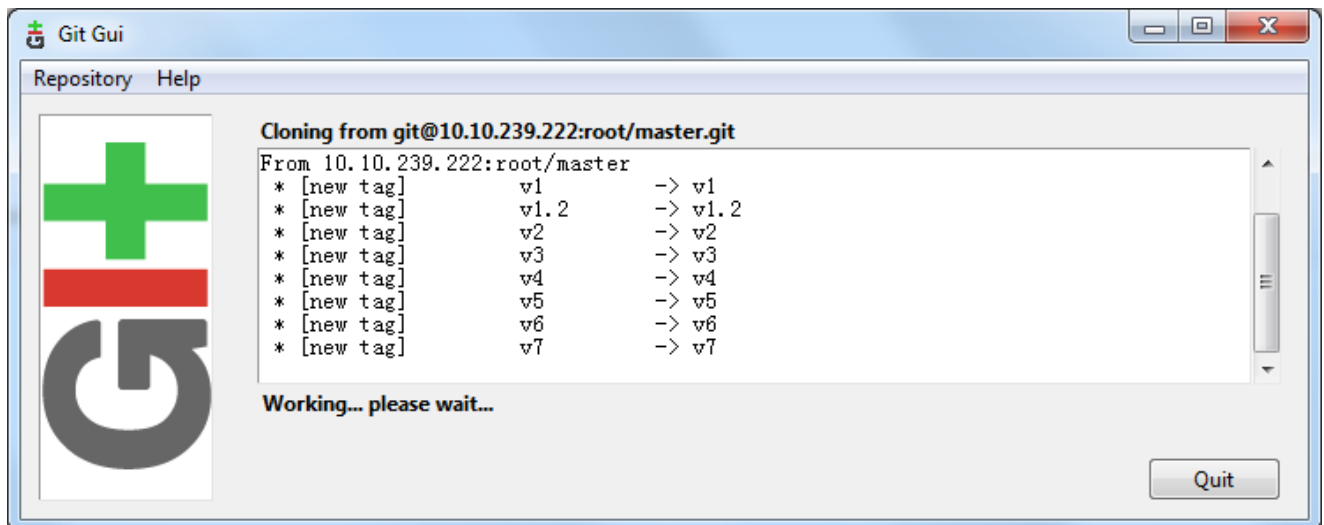 Git Gui
Repository Help
Cloning from git@10.10.239.222:root/master.git
From 10.10.239.222:root/master
* [new tag] v1 -> v1
* [new tag] v1.2 -> v1.2
* [new tag] v2 -> v2
* [new tag] v3 -> v3
* [new tag] v4 -> v4
* [new tag] v5 -> v5
* [new tag] v6 -> v6
* [new tag] v7 -> v7
Working... please wait...
Quit